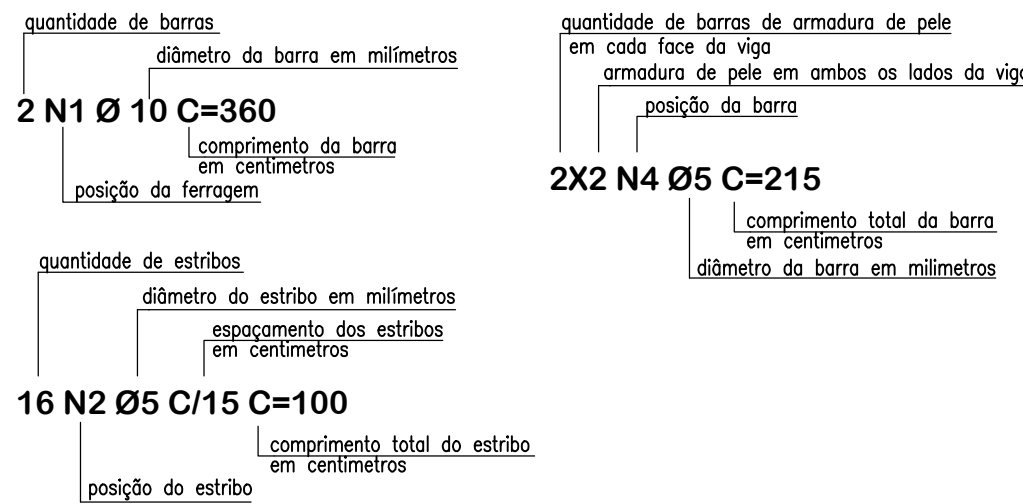 quantidade de barras
diâmetro da barra em milímetros
2 N1 Ø 10 C=360
comprimento da barra
em centimetros
posição da ferragem
quantidade de barras de armadura de pele
em cada face da viga
armadura de pele em ambos os lados da viga
posição da barra
2X2 N4 Ø5 C=215
comprimento total da barra
em centimetros
diâmetro da barra em milimetros
quantidade de estribos
diâmetro do estribo em milímetros
espaçamento dos estribos
em centimetros
16 N2 Ø5 C/15 C=100
comprimento total do estribo
em centimetros
posição do estribo